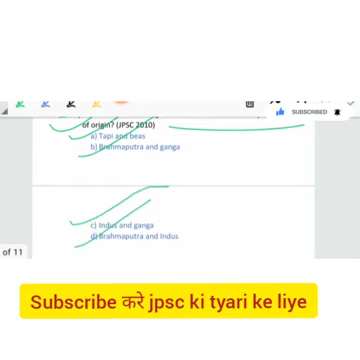 SUBSCRIBED
of origin? (JPSC 2010)
a) Tapi and beas
b) Brahmaputra and ganga
c) Indus and ganga
d) Brahmaputra and Indus
of 11
Subscribe करे jpsc ki tyari ke liye